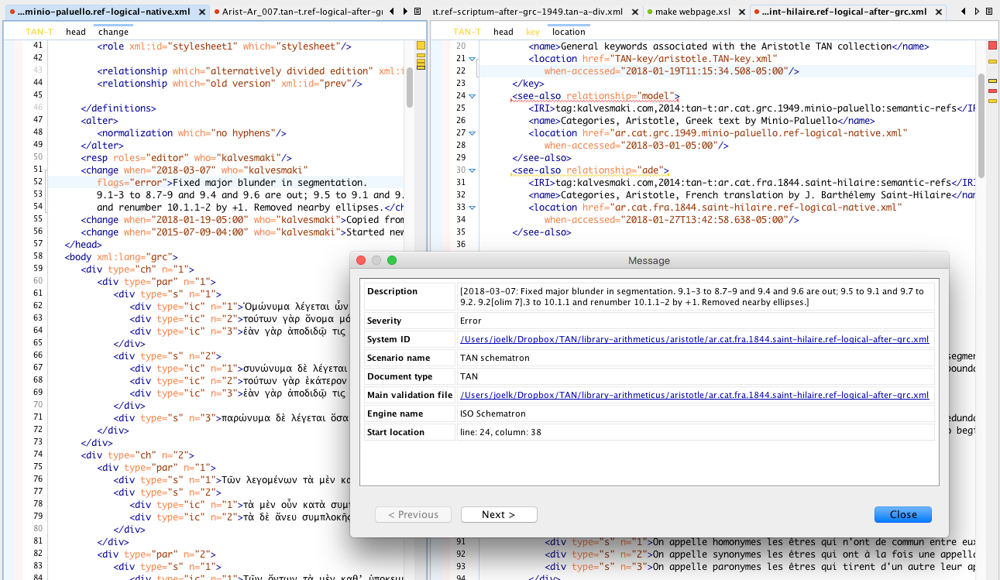 ...minio-paluello.ref-logical-native.xml
Arist-Ar_007.tan-t.ref-logical-after-
TAN-T head change
41 <role xml:id="stylesheet1" which="stylesheet"/>
42
43 <relationship which="alternatively divided edition" xml:i
44 <relationship which="old version" xml:id="prev"/>
45
46 </definitions>
47 <alter>
48 <normalization which="no hyphens"/>
49 </alter>
50 <resp roles="editor" who="kalvesmaki"/>
51 <change when="2018-03-07" who="kalvesmaki"
52 flags="error">Fixed major blunder in segmentation.
53 9.1-3 to 8.7-9 and 9.4 and 9.6 are out; 9.5 to 9.1 and 9.
54 and renumber 10.1.1-2 by +1. Removed nearby ellipses.</ch
55 <change when="2018-01-19-05:00" who="kalvesmaki">Copied from
56 <change when="2015-07-09-04:00" who="kalvesmaki">Started new
57 </head>
58 <body xml:lang="grc">
59 <div type="ch" n="1">
60 <div type="par" n="1">
61 <div type="s" n="1">
62 <div type="ic" n="1">Ὁμώνυμα λέγεται ὧν
63 <div type="ic" n="2">τούτων γὰρ ὄνομα μό
64 <div type="ic" n="3">ἐὰν γὰρ ἀποδιδῷ τις
65 </div>
66 <div type="s" n="2">
67 <div type="ic" n="1">συνώνυμα δὲ λέγεται
68 <div type="ic" n="2">τούτων γὰρ ἑκάτερον
69 <div type="ic" n="3">ἐὰν γὰρ ἀποδιδῷ τις
70 </div>
71 <div type="s" n="3">παρώνυμα δὲ λέγεται ὅσα
72 </div>
73 </div>
74 <div type="ch" n="2">
75 <div type="par" n="1">
76 <div type="s" n="1">Τῶν λεγομένων τὰ μὲν κα
77 <div type="s" n="2">
78 <div type="ic" n="1">τὰ μὲν οὖν κατὰ συμπ
79 <div type="ic" n="2">τὰ δὲ ἄνευ συμπλοκῆς
80 </div>
81 </div>
82 <div type="par" n="2">
83 <div type="s" n="1">
84 <div type="ic" n="1">Τῶν ὄντων τὰ μὲν καθ’ ὑποκειμ
at.ref-scriptum-after-grc-1949.tan-a-div.xml
make webpage.xsl
...int-hilaire.ref-logical-after-grc.xml
TAN-T head key location
20 <name>General keywords associated with the Aristotle TAN collection</name>
21 <location href="TAN-key/aristotle.TAN-key.xml"
22 when-accessed="2018-01-19T11:15:34.508-05:00"/>
23 </key>
24 <see-also relationship="model">
25 <IRI>tag:kalvesmaki.com,2014:tan-t:ar.cat.grc.1949.minio-paluello:semantic-refs</IR
26 <name>Categories, Aristotle, Greek text by Minio-Paluello</name>
27 <location href="ar.cat.grc.1949.minio-paluello.ref-logical-native.xml"
28 when-accessed="2018-03-01-05:00"/>
29 </see-also>
30 <see-also relationship="ade">
31 <IRI>tag:kalvesmaki.com,2014:tan-t:ar.cat.fra.1844.saint-hilaire:semantic-refs</IRI
32 <name>Categories, Aristotle, French translation by J. Barthélemy Saint-Hilaire</nam
33 <location href="ar.cat.fra.1844.saint-hilaire.ref-logical-native.xml"
34 when-accessed="2018-01-27T13:42:58.638-05:00"/>
35 </see-also>
36
segmen
ounda
edunda
o begi
91 <div type="s" n="1">On appelle homonymes les êtres qui n'ont de commun entre eux
92 <div type="s" n="2">On appelle synonymes les êtres qui ont à la fois une appella
93 <div type="s" n="3">On appelle paronymes les êtres qui tirent d'un autre leur ap
94 </div>
Message
Description [2018-03-07: Fixed major blunder in segmentation. 9.1-3 to 8.7-9 and 9.4 and 9.6 are out; 9.5 to 9.1 and 9.7 to
9.2. 9.2[olim 7].3 to 10.1.1 and renumber 10.1.1-2 by +1. Removed nearby ellipses.]
Severity Error
System ID /Users/joelk/Dropbox/TAN/library-arithmeticus/aristotle/ar.cat.fra.1844.saint-hilaire.ref-logical-after-grc.xml
Scenario name TAN schematron
Document type TAN
Main validation file /Users/joelk/Dropbox/TAN/library-arithmeticus/aristotle/ar.cat.fra.1844.saint-hilaire.ref-logical-after-grc.xml
Engine name ISO Schematron
Start location line: 24, column: 38
< Previous
Next >
Close